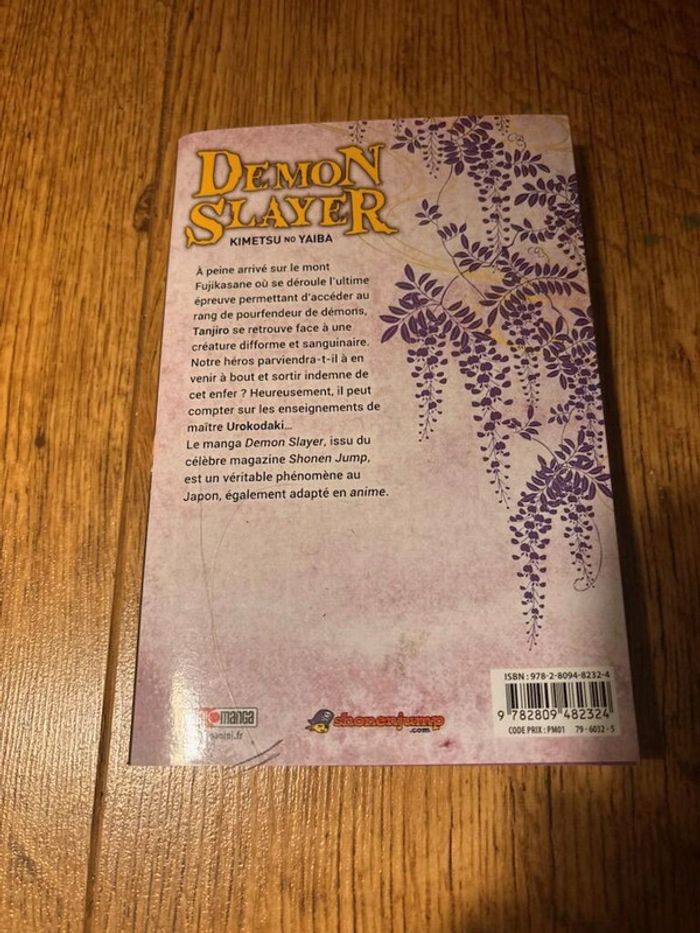 DEMON
SLAYER
KIMETSU NO YAIBA
À peine arrivé sur le mont
Fujikasane où se déroule l'ultime
épreuve permettant d'accéder au
rang de pourfendeur de démons,
Tanjiro se retrouve face à une
créature difforme et sanguinaire.
Notre héros parviendra-t-il à en
venir à bout et sortir indemne de
cet enfer ? Heureusement, il peut
compter sur les enseignements de
maître Urokodaki...
Le manga Demon Slayer, issu du
célèbre magazine Shonen Jump,
est un véritable phénomène au
Japon, également adapté en anime.
manga
panini.fr
shonenjump
.com
ISBN : 978-2-8094-8232-4
9 782809 482324
CODE PRIX : PM01 79 - 6032 - 5